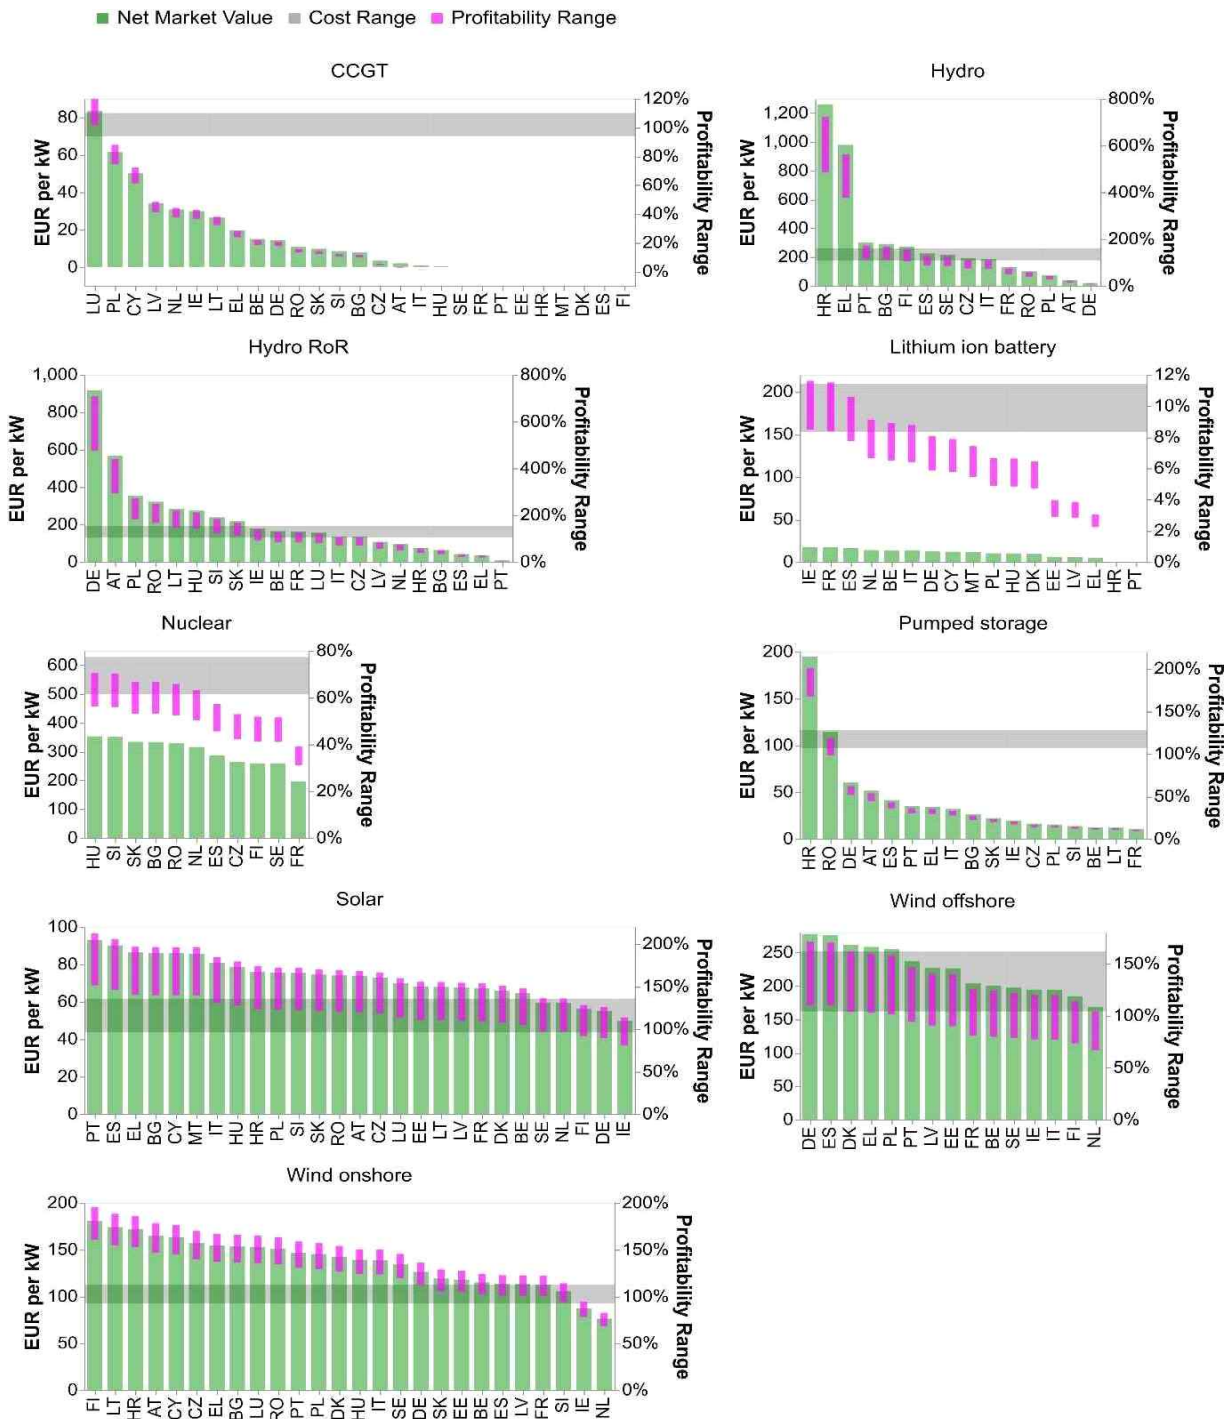 Net Market Value Cost Range Profitability Range
CCGT
EUR per kW
80
60
40
20
0
120%
100%
80%
60%
40%
20%
0%
Profitability Range
LU PL CY LV NL IE LT EL BE DE RO SK SI BG CZ AT IT HU SE FR PT EE HR MT DK ES FI
Hydro
EUR per kW
1,200
1,000
800
600
400
200
0
800%
600%
400%
200%
0%
Profitability Range
HR EL PT BG FI ES SE CZ IT FR RO PL AT DE
Hydro RoR
EUR per kW
1,000
800
600
400
200
0
800%
600%
400%
200%
0%
Profitability Range
DE AT PL RO LT HU SI SK IE BE FR LU IT CZ LV NL HR BG ES EL PT
Lithium ion battery
EUR per kW
200
150
100
50
0
12%
10%
8%
6%
4%
2%
0%
Profitability Range
IE FR ES NL BE IT DE CY MT PL HU DK EE LV EL HR PT
Nuclear
EUR per kW
600
500
400
300
200
100
0
80%
60%
40%
20%
0%
Profitability Range
HU SI SK BG RO NL ES CZ FI SE FR
Pumped storage
EUR per kW
200
150
100
50
0
200%
150%
100%
50%
0%
Profitability Range
HR RO DE AT ES PT EL IT BG SK IE CZ PL SI BE LT FR
Solar
EUR per kW
100
80
60
40
20
0
200%
150%
100%
50%
0%
Profitability Range
PT ES EL BG CY MT IT HU HR PL SI SK RO AT CZ LU EE LT LV FR DK BE SE NL FI DE IE
Wind offshore
EUR per kW
250
200
150
100
50
0
150%
100%
50%
0%
Profitability Range
DE ES DK EL PL PT LV EE FR BE SE IE IT FI NL
Wind onshore
EUR per kW
200
150
100
50
0
200%
150%
100%
50%
0%
Profitability Range
FI LT HR AT CY CZ EL BG LU RO PT PL DK HU IT SE DE SK EE BE ES LV FR SI IE NL